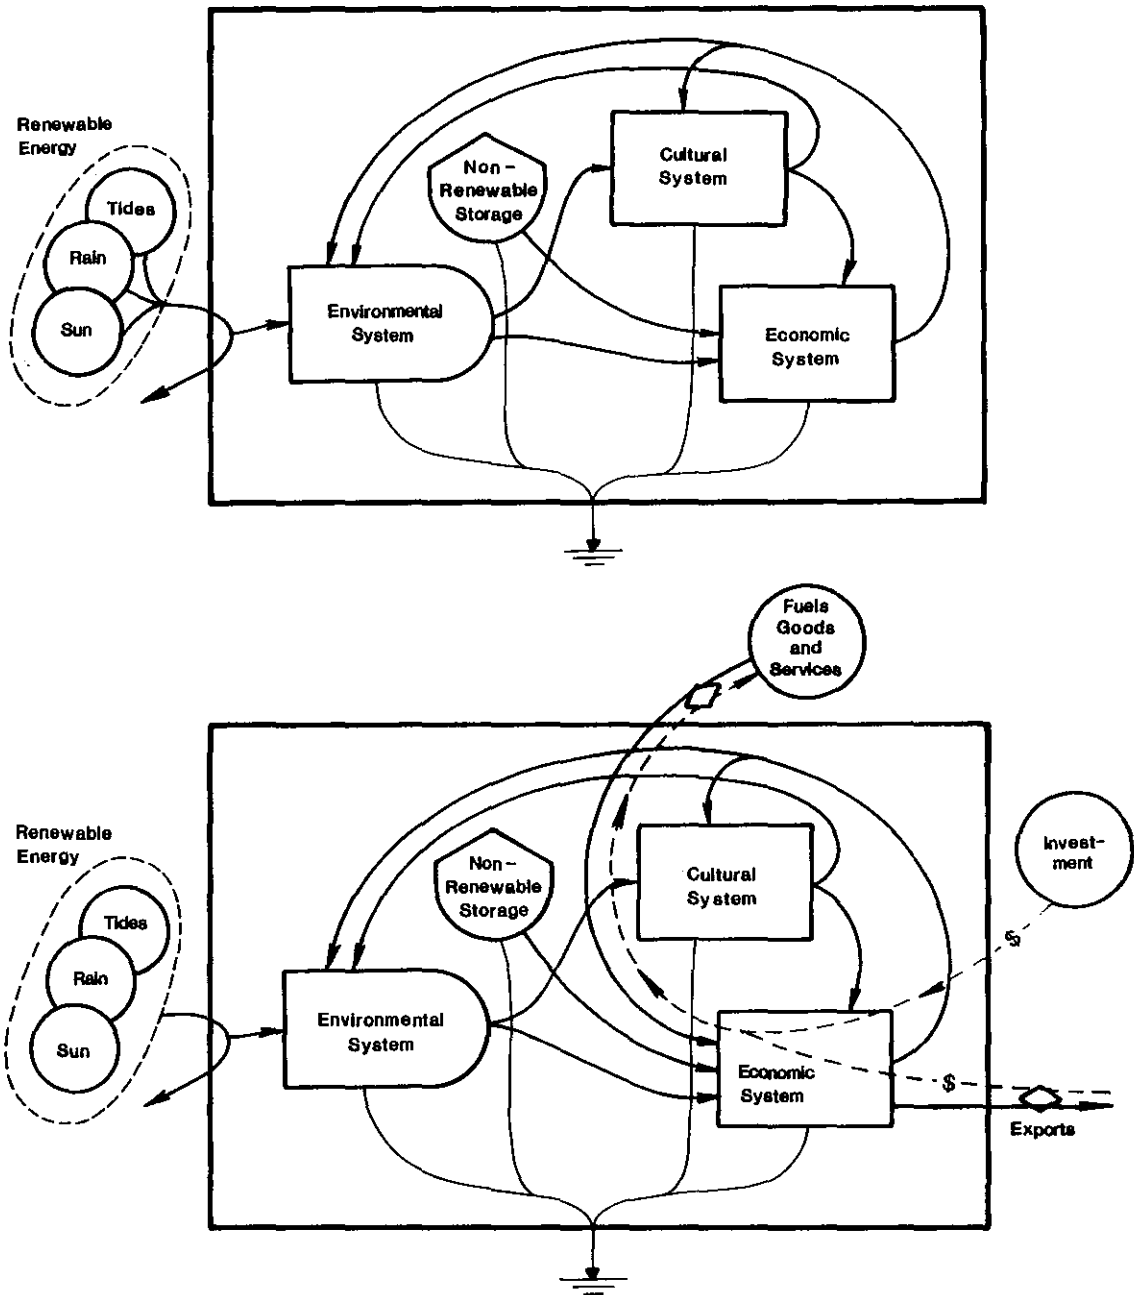 Renewable
Energy
Tides
Rain
Sun
Non-
Renewable
Storage
Cultural
System
Environmental
System
Economic
System
Fuels
Goods
and
Services
Renewable
Energy
Tides
Rain
Sun
Non-
Renewable
Storage
Cultural
System
Invest-
ment
$
Environmental
System
Economic
System
$
Exports